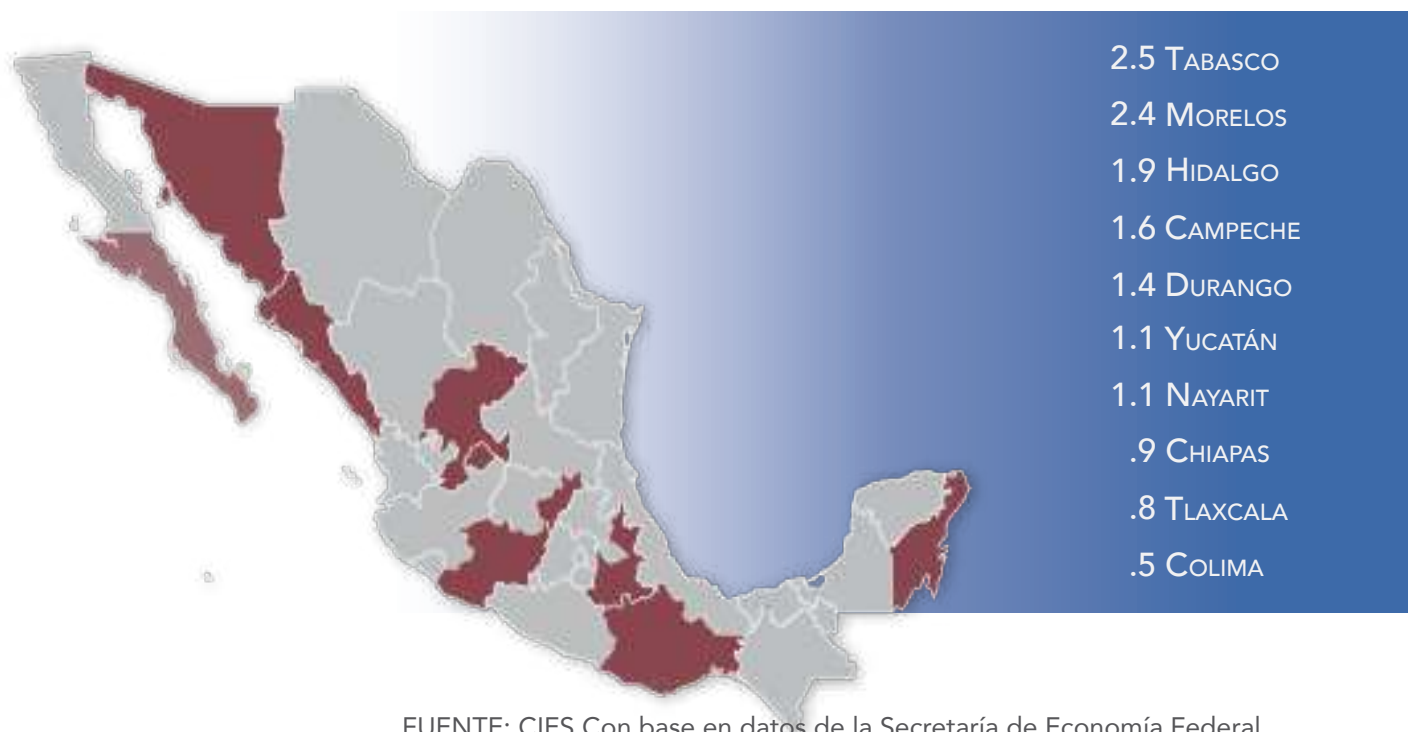 2.5 Tabasco
2.4 Morelos
1.9 Hidalgo
1.6 Campeche
1.4 Durango
1.1 Yucatán
1.1 Nayarit
.9 Chiapas
.8 Tlaxcala
.5 Colima
FUENTE: CIES Con base en datos de la Secretaría de Economía Federal